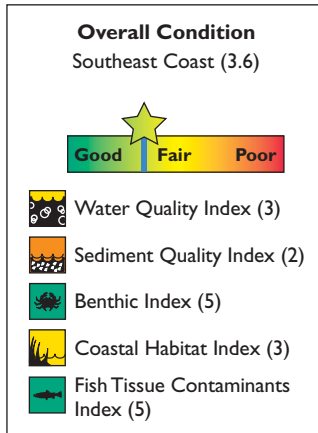 Overall Condition
Southeast Coast (3.6)
Good Fair Poor
Water Quality Index (3)
Sediment Quality Index (2)
Benthic Index (5)
Coastal Habitat Index (3)
Fish Tissue Contaminants
Index (5)